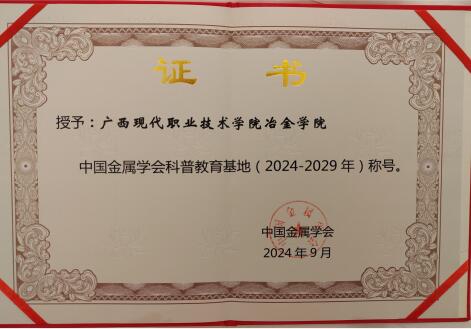 证 书
授予：广西现代职业技术学院冶金学院
中国金属学会科普教育基地（2024-2029年）称号。
中国金属学会
2024年9月